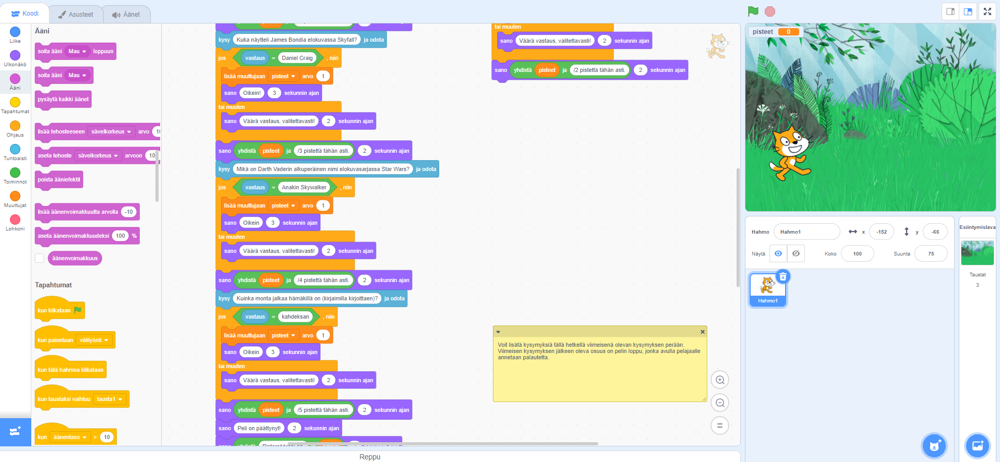 Koodi
Asusteet
Äänet
Liike
Ulkonäkö
Ääni
Tapahtumat
Ohjaus
Tuntoaisti
Toiminnot
Muuttujat
Lohkoni
Ääni
soita ääni Mau loppuun
soita ääni Mau
pysäytä kaikki äänet
lisää tehosteeseen sävelkorkeus arvo
aseta tehoste sävelkorkeus arvoon 10
poista ääniefektit
lisää äänenvoimakkuutta arvolla -10
aseta äänenvoimakkuudeksi 100 %
äänenvoimakkuus
Tapahtumat
kun klikataan
kun painetaan välilyönti
kun tätä hahmoa klikataan
kun taustaksi vaihtuu tausta1
kun äänentaso > 10
kysy Kuka näytteli James Bondia elokuvassa Skyfall? ja odota
jos vastaus = Daniel Craig , niin
lisää muuttujaan pisteet arvo 1
sano Oikein! 3 sekunnin ajan
tai muuten
sano Väärä vastaus, valitettavasti! 2 sekunnin ajan
sano yhdistä pisteet ja /3 pistettä tähän asti. 2 sekunnin ajan
kysy Mikä on Darth Vaderin alkuperäinen nimi elokuvasarjassa Star Wars? ja odota
jos vastaus = Anakin Skywalker , niin
lisää muuttujaan pisteet arvo 1
sano Oikein 3 sekunnin ajan
tai muuten
sano Väärä vastaus, valitettavasti! 2 sekunnin ajan
sano yhdistä pisteet ja /4 pistettä tähän asti. 2 sekunnin ajan
kysy Kuinka monta jalkaa hämäkillä on (kirjaimilla kirjoittaen)? ja odota
jos vastaus = kahdeksan , niin
lisää muuttujaan pisteet arvo 1
sano Oikein 3 sekunnin ajan
tai muuten
sano Väärä vastaus, valitettavasti! 2 sekunnin ajan
sano yhdistä pisteet ja /5 pistettä tähän asti. 2 sekunnin ajan
sano Peli on päättynyt! 2 sekunnin ajan
tai muuten
sano Väärä vastaus, valitettavasti! 2 sekunnin ajan
sano yhdistä pisteet ja /2 pistettä tähän asti. 2 sekunnin ajan
Voit lisätä kysymyksiä tällä hetkellä viimeisenä olevan kysymyksen perään.
Viimeisen kysymyksen jälkeen oleva osuus on pelin loppu, jonka avulla pelajaalle
annetaan palautetta.
Reppu
pisteet 0
Hahmo Hahmo1 x -152 y -66
Näytä Koko 100 Suunta 75
Hahmo1
Esiintymislava
Taustat
3